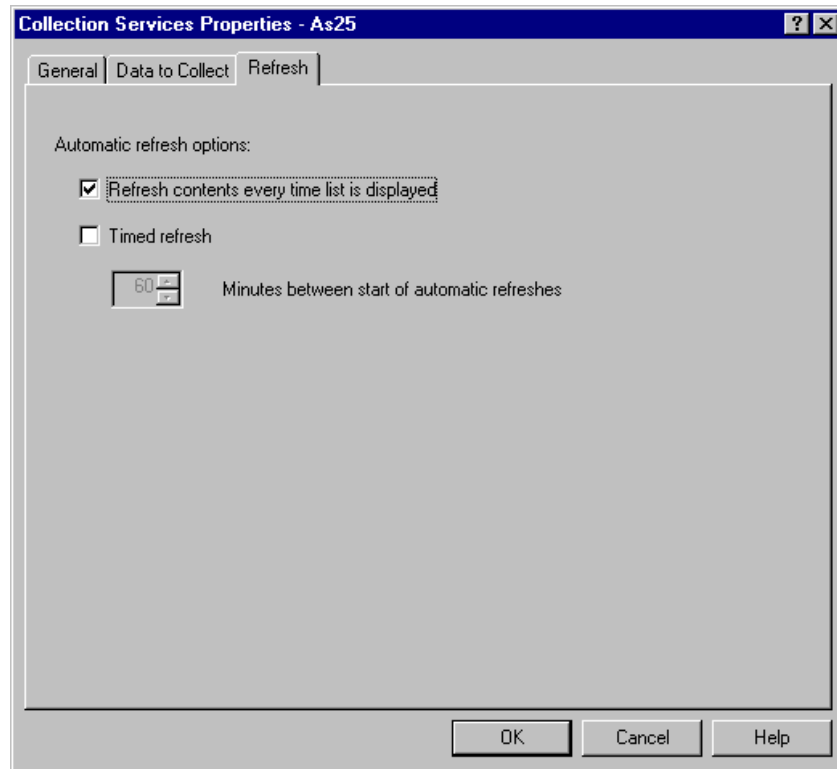 Collection Services Properties - As25
General
Data to Collect
Refresh
Automatic refresh options:
Refresh contents every time list is displayed
Timed refresh
60
Minutes between start of automatic refreshes
OK
Cancel
Help